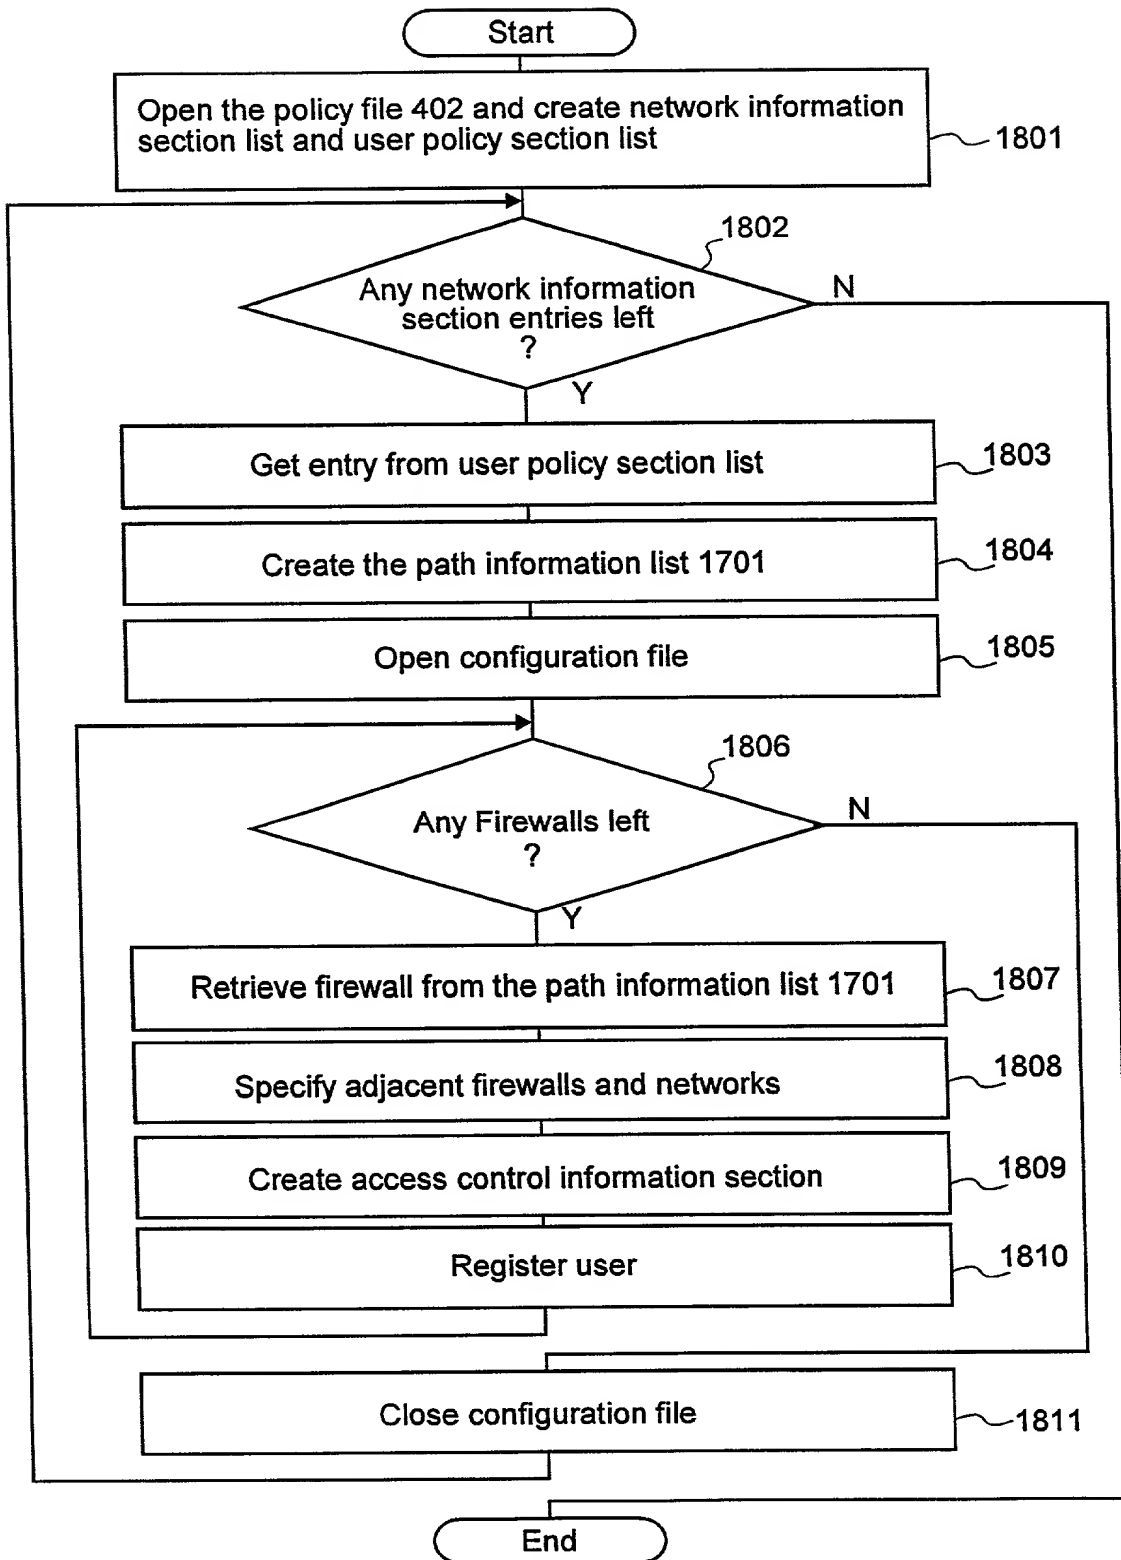 Start
Open the policy file 402 and create network information
section list and user policy section list
1801
1802
Any network information
section entries left
?
N
Y
Get entry from user policy section list
1803
Create the path information list 1701
1804
Open configuration file
1805
1806
Any Firewalls left
?
N
Y
Retrieve firewall from the path information list 1701
1807
Specify adjacent firewalls and networks
1808
Create access control information section
1809
Register user
1810
Close configuration file
1811
End